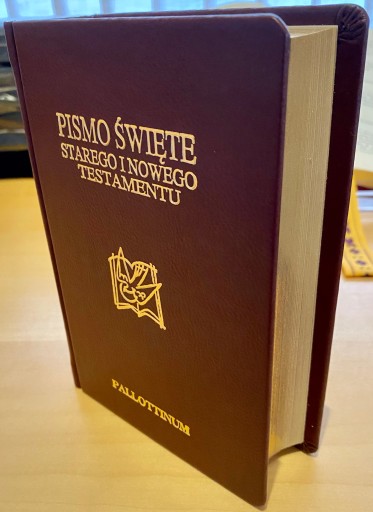 PISMO ŚWIĘTE
STAREGO I NOWEGO
TESTAMENTU
PALLOTTINUM